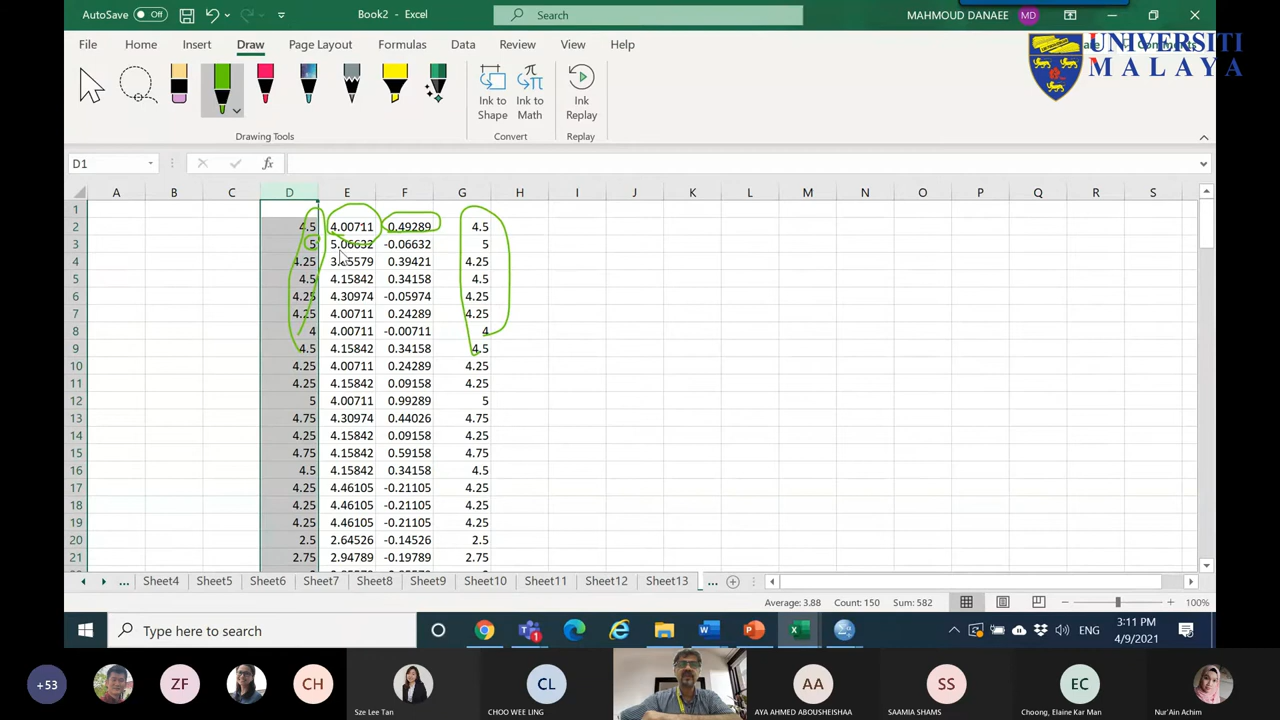 AutoSave Off Book2 - Excel Search MAHMOUD DANAEE MD
File Home Insert Draw Page Layout Formulas Data Review View Help
UNIVERSITI
MALAYA
Ink to Shape
Ink to Math
Ink Replay
Drawing Tools Convert Replay
D1 fx
A B C D E F G H I J K L M N O P Q R S
1
2 4.5 4.00711 0.49289 4.5
3 5 5.06632 -0.06632 5
4 4.25 0.39421 4.25
5 4.5 4.15842 0.34158 4.5
6 4.25 4.30974 -0.05974 4.25
7 4.25 4.00711 0.24289 4.25
8 4 4.00711 -0.00711 4
9 4.5 4.15842 0.34158 4.5
10 4.25 4.00711 0.24289 4.25
11 4.25 4.15842 0.09158 4.25
12 5 4.00711 0.99289 5
13 4.75 4.30974 0.44026 4.75
14 4.25 4.15842 0.09158 4.25
15 4.75 4.15842 0.59158 4.75
16 4.5 4.15842 0.34158 4.5
17 4.25 4.46105 -0.21105 4.25
18 4.25 4.46105 -0.21105 4.25
19 4.25 4.46105 -0.21105 4.25
20 2.5 2.64526 -0.14526 2.5
21 2.75 2.94789 -0.19789 2.75
... Sheet4 Sheet5 Sheet6 Sheet7 Sheet8 Sheet9 Sheet10 Sheet11 Sheet12 Sheet13 ...
Average: 3.88 Count: 150 Sum: 582 100%
Type here to search ENG 3:11 PM
4/9/2021
+53 ZF CH CL AA SS EC
Sze Lee Tan CHOO WEE LING AYA AHMED ABOUSHEISHAA SAAMIA SHAMS Choong, Elaine Kar Man Nur'Ain Achim